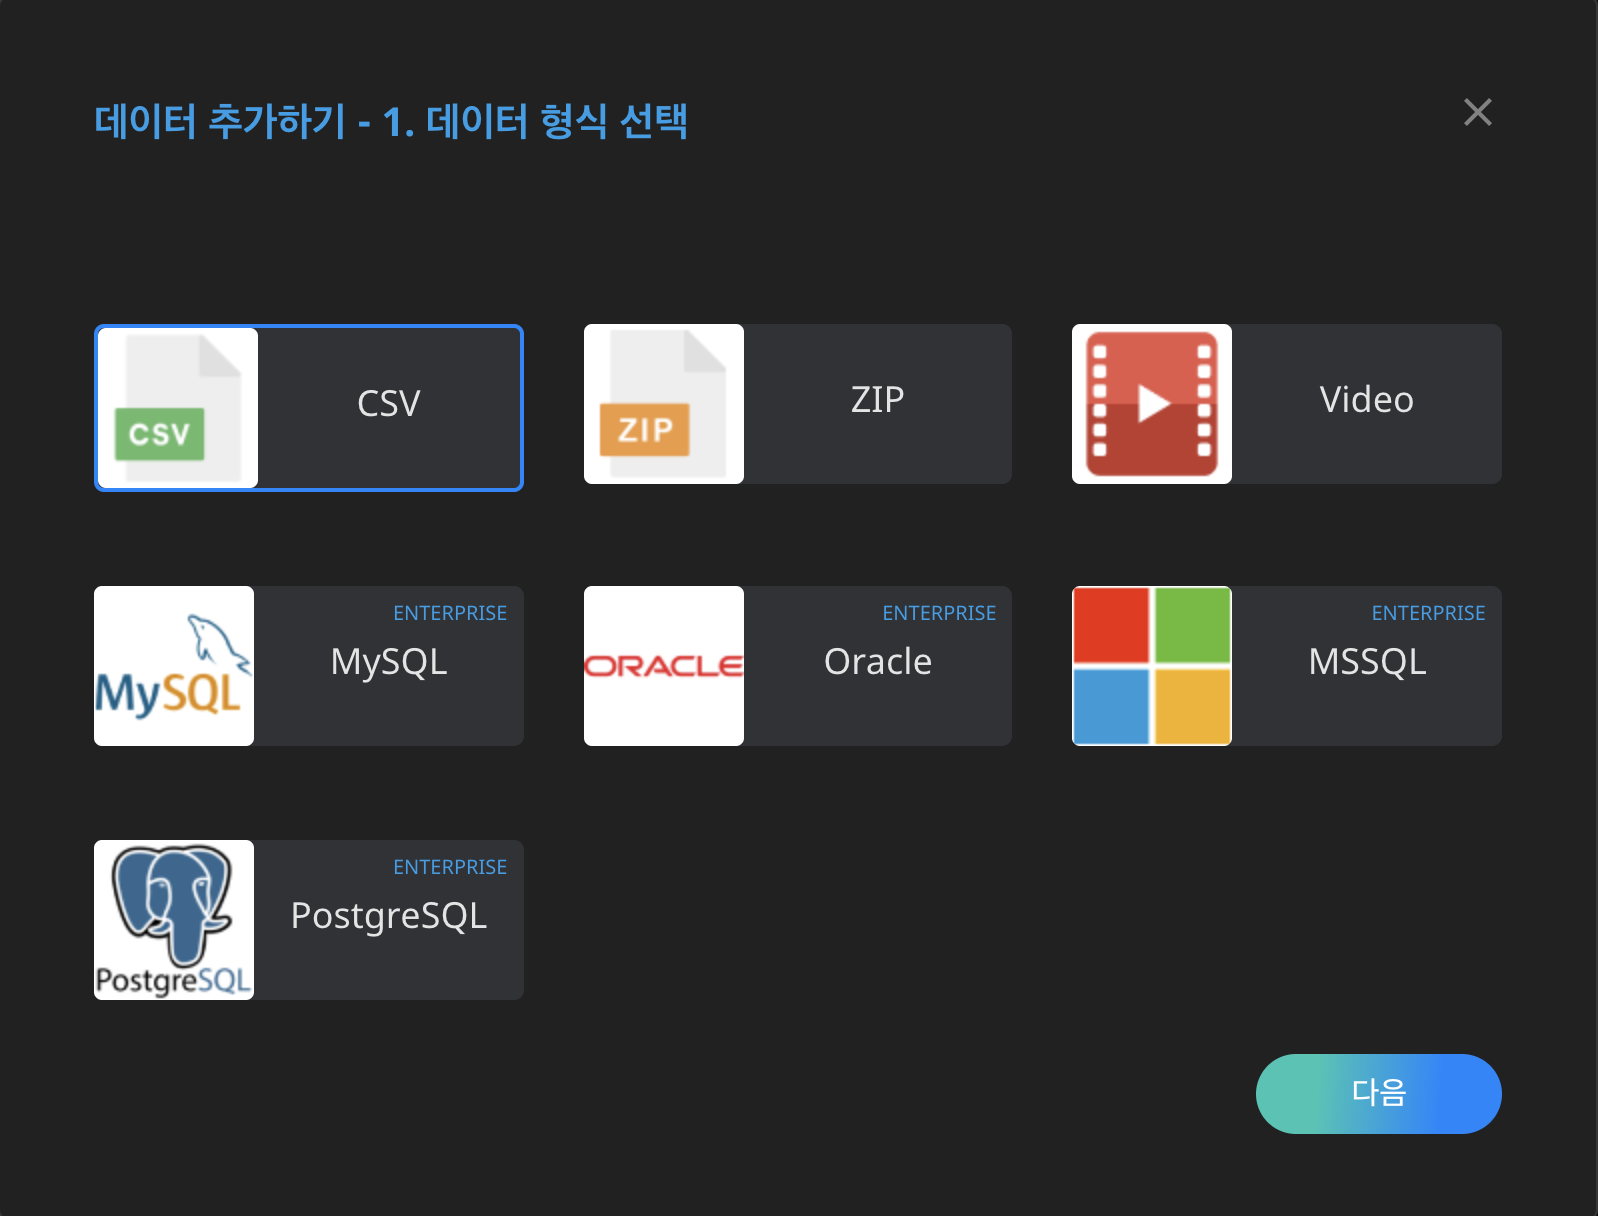 데이터 추가하기 - 1. 데이터 형식 선택
CSV
CSV
ZIP
ZIP
Video
MySQL
ENTERPRISE
MySQL
ORACLE
ENTERPRISE
Oracle
ENTERPRISE
MSSQL
PostgreSQL
ENTERPRISE
PostgreSQL
다음